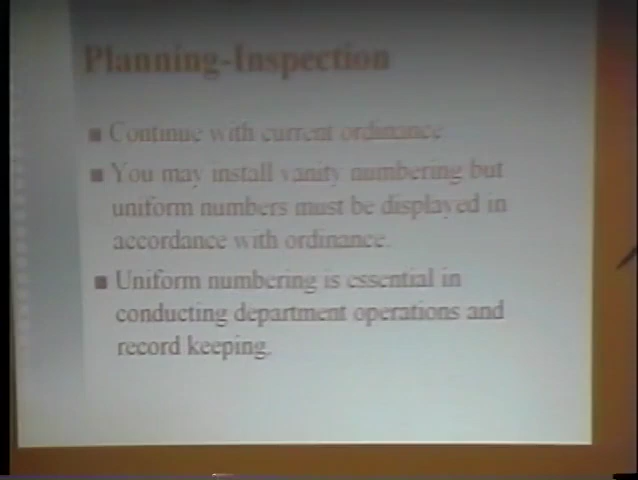 Planning-Inspection
■ Continue with current ordinance
■ You may install vanity numbering but
uniform numbers must be displayed in
accordance with ordinance.
■ Uniform numbering is essential in
conducting department operations and
record keeping.